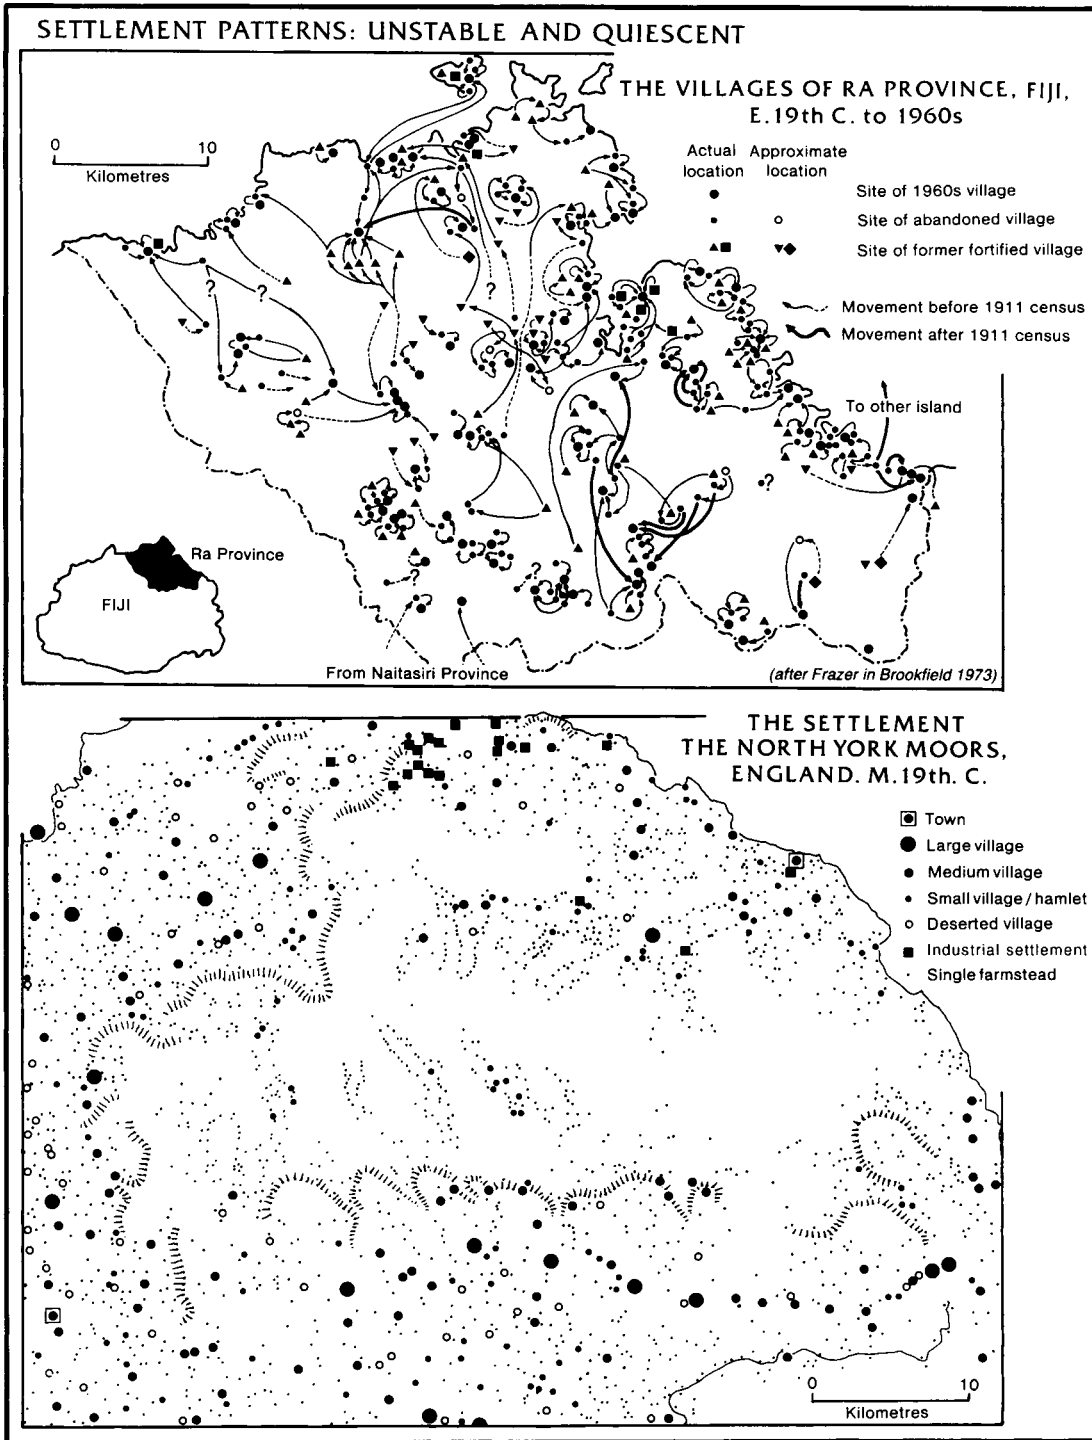 SETTLEMENT PATTERNS: UNSTABLE AND QUIESCENT
THE VILLAGES OF RA PROVINCE, FIJI,
E.19th C. to 1960s
0 10
Kilometres
Actual Approximate
location location
Site of 1960s village
Site of abandoned village
Site of former fortified village
Movement before 1911 census
Movement after 1911 census
?
?
?
To other island
?
?
?
Ra Province
FIJI
From Naitasiri Province
(after Frazer in Brookfield 1973)
THE SETTLEMENT
THE NORTH YORK MOORS,
ENGLAND. M.19th. C.
Town
Large village
Medium village
Small village / hamlet
Deserted village
Industrial settlement
Single farmstead
0 10
Kilometres